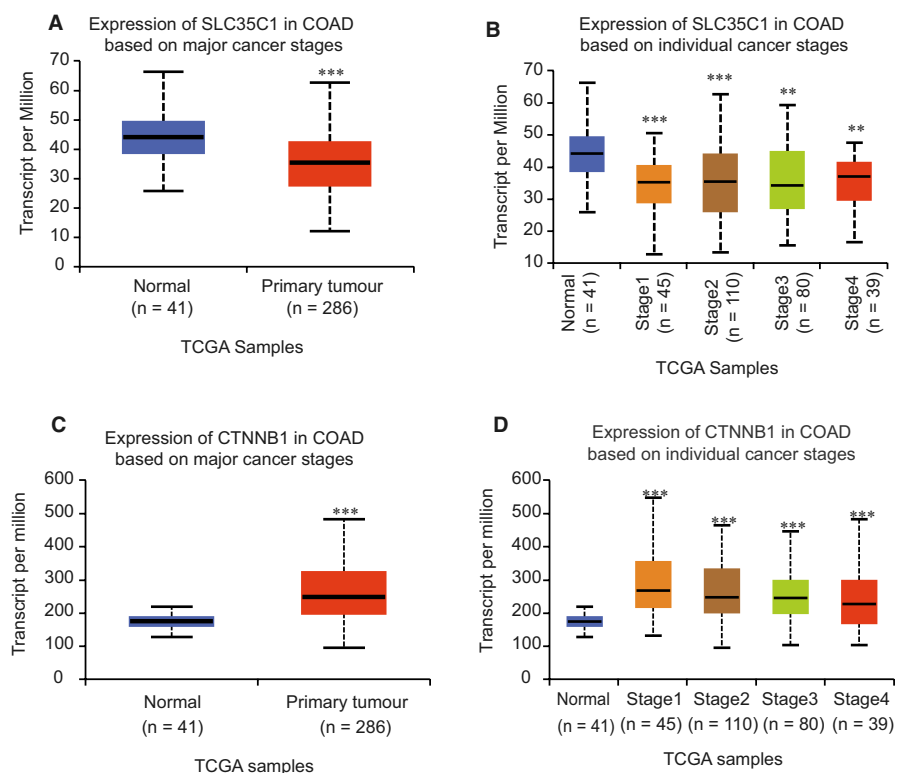 A
Expression of SLC35C1 in COAD
based on major cancer stages
Transcript per Million
70
60
50
40
30
20
10
0
***
Normal
(n = 41)
Primary tumour
(n = 286)
TCGA Samples
B
Expression of SLC35C1 in COAD
based on individual cancer stages
Transcript per Million
70
60
50
40
30
20
10
***
***
**
**
Normal
(n = 41)
Stage1
(n = 45)
Stage2
(n = 110)
Stage3
(n = 80)
Stage4
(n = 39)
TCGA Samples
C
Expression of CTNNB1 in COAD
based on major cancer stages
Transcript per million
600
500
400
300
200
100
0
***
Normal
(n = 41)
Primary tumour
(n = 286)
TCGA samples
D
Expression of CTNNB1 in COAD
based on individual cancer stages
Transcript per million
600
500
400
300
200
100
0
***
***
***
***
Normal Stage1 Stage2 Stage3 Stage4
(n = 41) (n = 45) (n = 110) (n = 80) (n = 39)
TCGA samples